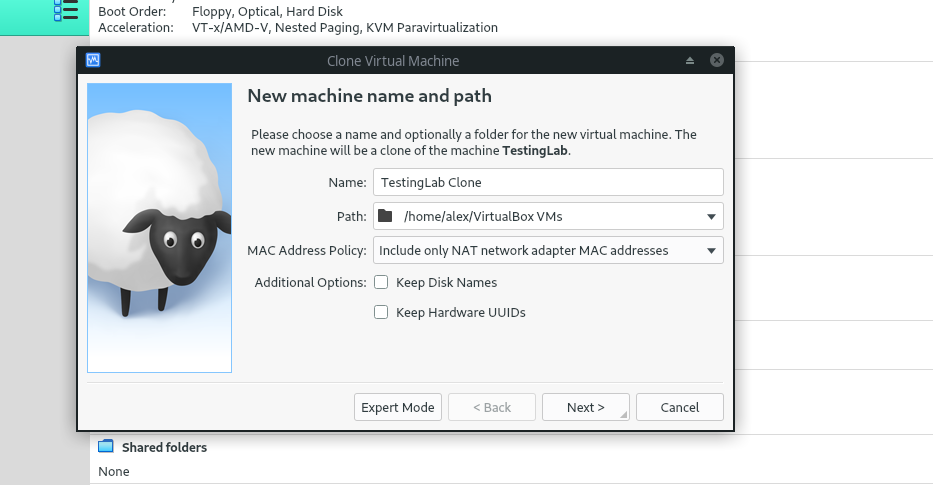 Boot Order: Floppy, Optical, Hard Disk
Acceleration: VT-x/AMD-V, Nested Paging, KVM Paravirtualization
Clone Virtual Machine
New machine name and path
Please choose a name and optionally a folder for the new virtual machine. The
new machine will be a clone of the machine TestingLab.
Name: TestingLab Clone
Path: /home/alex/VirtualBox VMs
MAC Address Policy: Include only NAT network adapter MAC addresses
Additional Options: Keep Disk Names
Keep Hardware UUIDs
Expert Mode < Back Next > Cancel
Shared folders
None